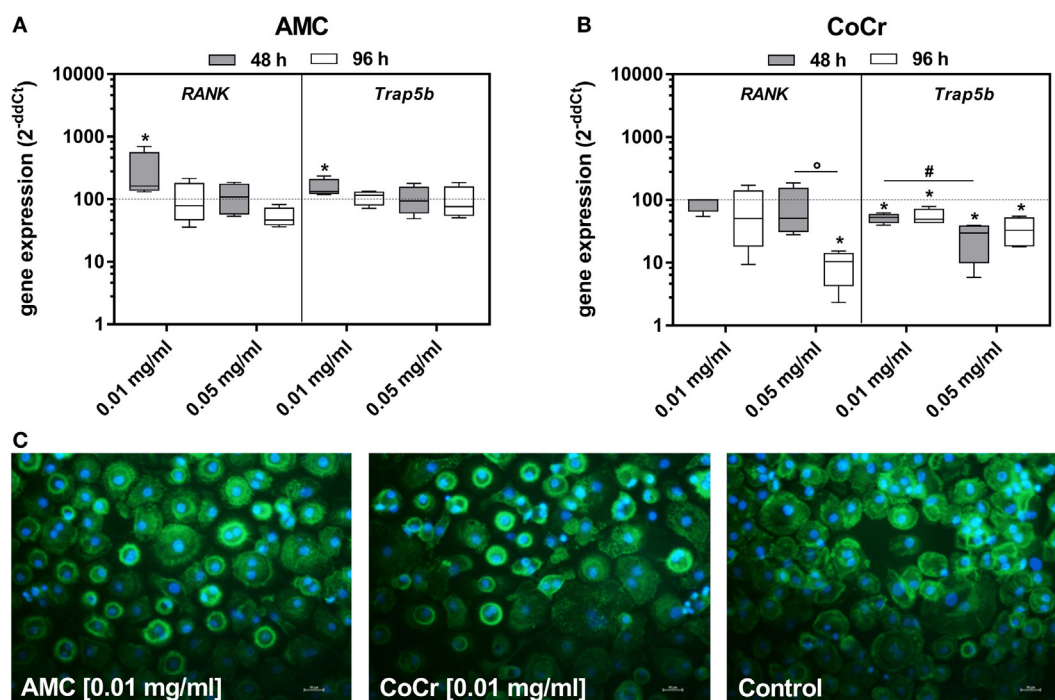 A
AMC
48 h
96 h
gene expression (2-ddCt)
10000
1000
100
10
1
RANK
Trap5b
*
*
0.01 mg/ml
0.05 mg/ml
0.01 mg/ml
0.05 mg/ml
B
CoCr
48 h
96 h
gene expression (2-ddCt)
10000
1000
100
10
1
RANK
Trap5b
°
#
*
*
*
*
*
0.01 mg/ml
0.05 mg/ml
0.01 mg/ml
0.05 mg/ml
C
AMC [0.01 mg/ml]
CoCr [0.01 mg/ml]
Control